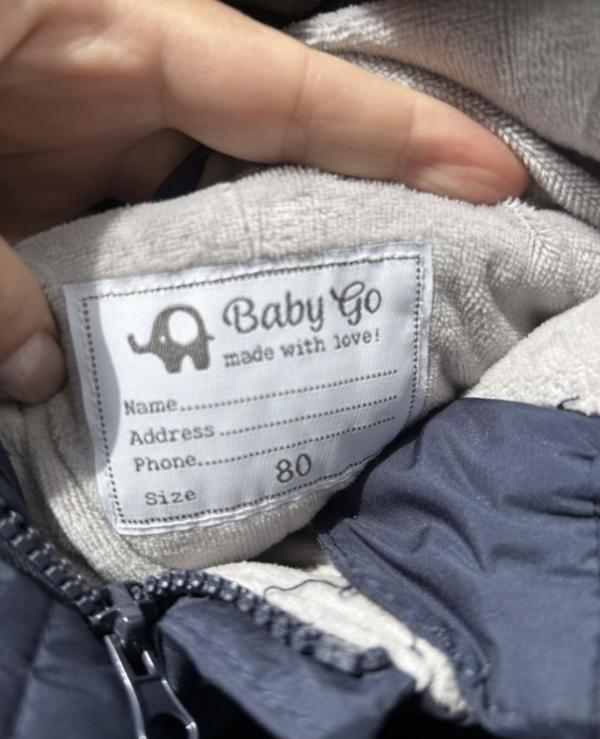 Baby Go
made with love!
Name
Address
Phone
Size 80